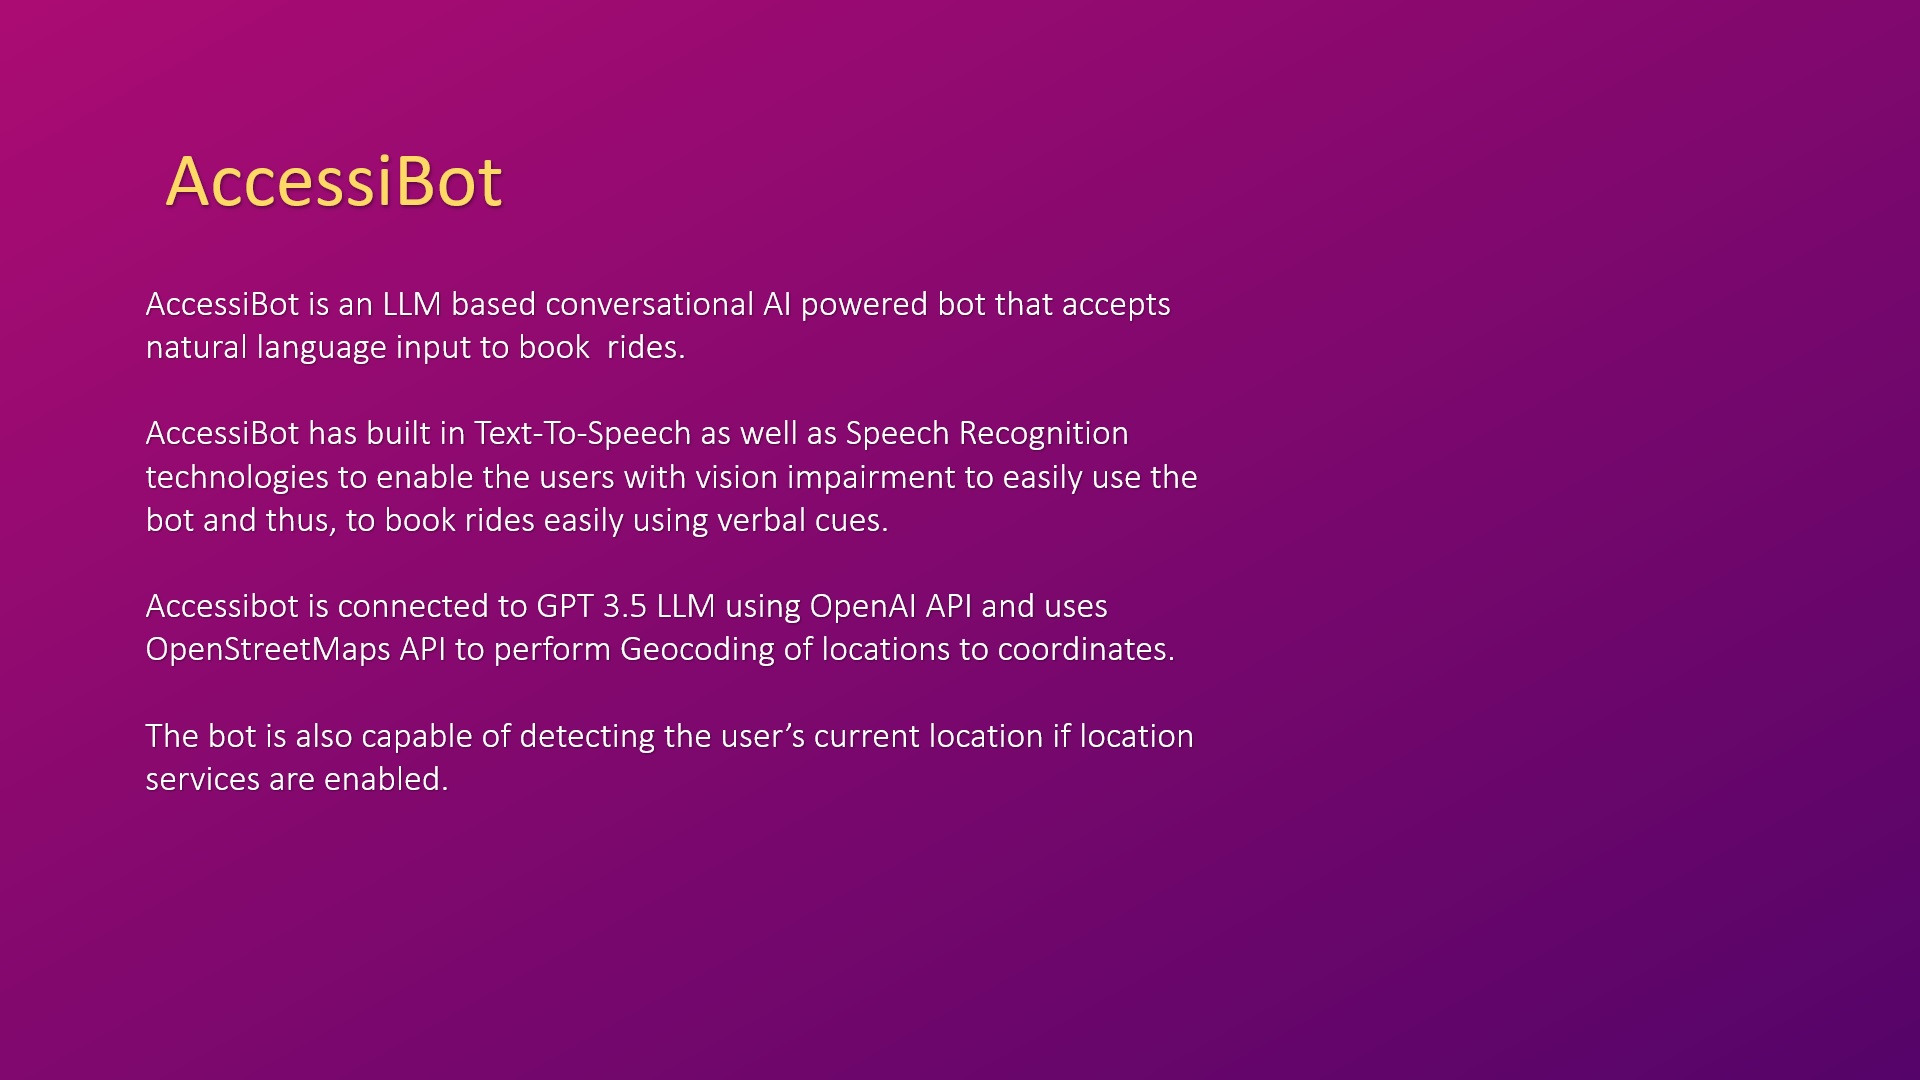 AccessiBot
AccessiBot is an LLM based conversational AI powered bot that accepts
natural language input to book  rides.
AccessiBot has built in Text-To-Speech as well as Speech Recognition
technologies to enable the users with vision impairment to easily use the
bot and thus, to book rides easily using verbal cues.
Accessibot is connected to GPT 3.5 LLM using OpenAI API and uses
OpenStreetMaps API to perform Geocoding of locations to coordinates.
The bot is also capable of detecting the user’s current location if location
services are enabled.